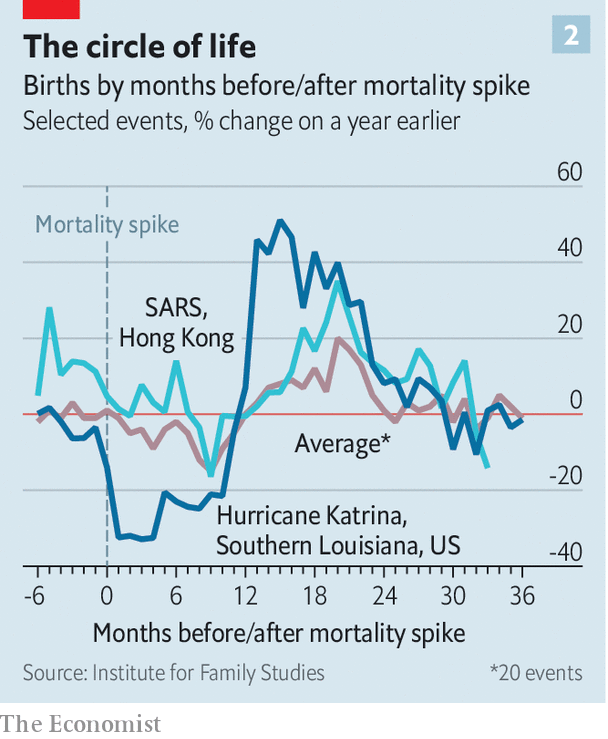 The circle of life
2
Births by months before/after mortality spike
Selected events, % change on a year earlier
60
Mortality spike
40
SARS,
Hong Kong
20
0
Average*
-20
Hurricane Katrina,
Southern Louisiana, US
-40
-6 0 6 12 18 24 30 36
Months before/after mortality spike
Source: Institute for Family Studies
*20 events
The Economist